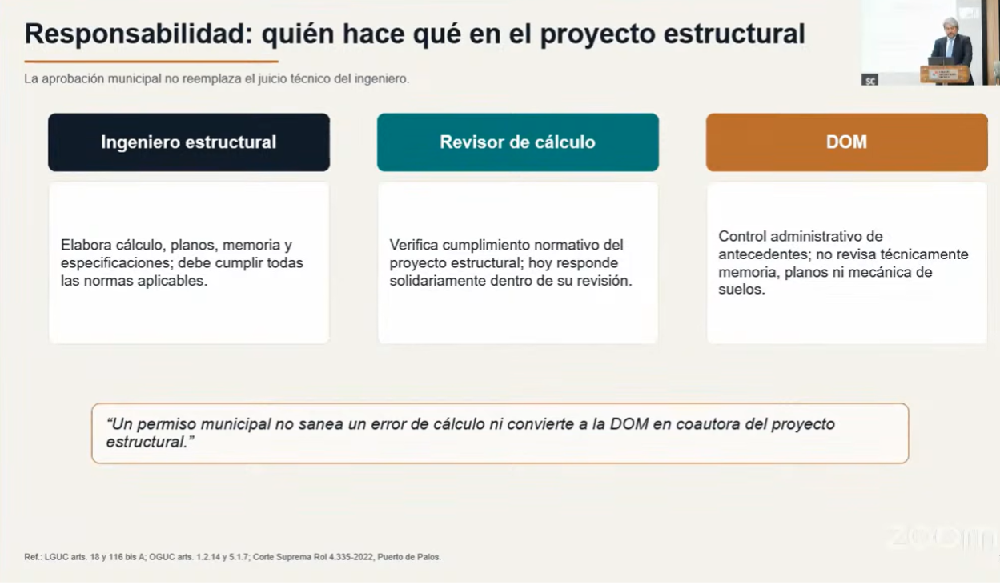 Responsabilidad: quién hace qué en el proyecto estructural
La aprobación municipal no reemplaza el juicio técnico del ingeniero.
SC
Ingeniero estructural
Elabora cálculo, planos, memoria y
especificaciones; debe cumplir todas
las normas aplicables.
Revisor de cálculo
Verifica cumplimiento normativo del
proyecto estructural; hoy responde
solidariamente dentro de su revisión.
DOM
Control administrativo de
antecedentes; no revisa técnicamente
memoria, planos ni mecánica de
suelos.
“Un permiso municipal no sanea un error de cálculo ni convierte a la DOM en coautora del proyecto
estructural.”
zoom
Ref.: LGUC arts. 18 y 116 bis A; OGUC arts. 1.2.14 y 5.1.7; Corte Suprema Rol 4.335-2022, Puerto de Palos.